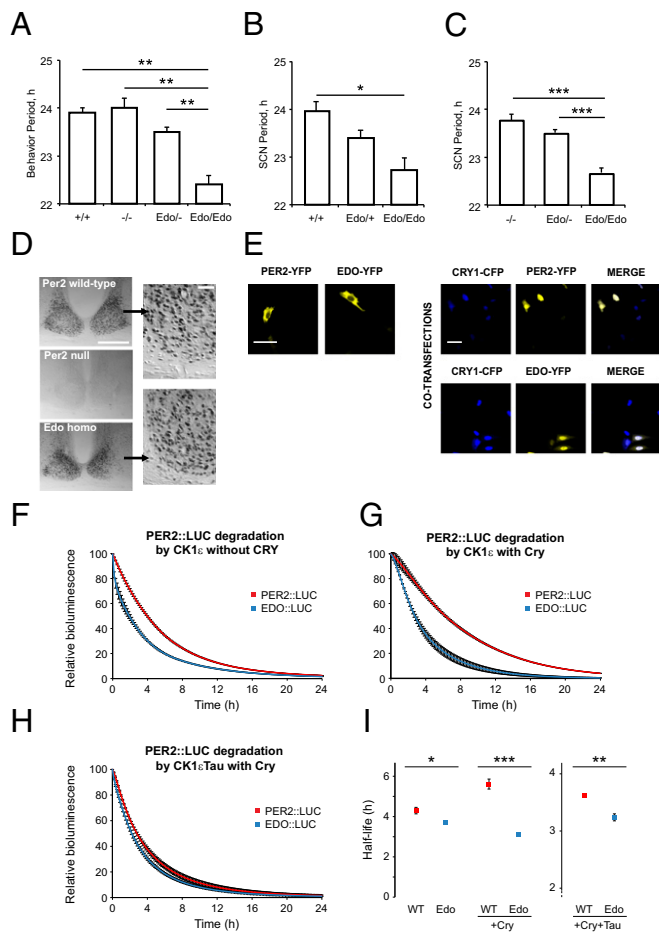 A
B
C
** 
**
**
Behavior Period, h
25
24
23
22
+/+ -/- Edo/- Edo/Edo
*
SCN Period, h
25
24
23
22
+/+ Edo/+ Edo/Edo
***
***
SCN Period, h
25
24
23
22
-/- Edo/- Edo/Edo
D
Per2 wild-type
Per2 null
Edo homo
E
PER2-YFP EDO-YFP
CO-TRANSFECTIONS
CRY1-CFP PER2-YFP MERGE
CRY1-CFP EDO-YFP MERGE
F
PER2::LUC degradation
by CK1ε without CRY
Relative bioluminescence
100
80
60
40
20
0
PER2::LUC
EDO::LUC
0 4 8 12 16 20 24
Time (h)
G
PER2::LUC degradation
by CK1ε with Cry
100
80
60
40
20
0
PER2::LUC
EDO::LUC
0 4 8 12 16 20 24
Time (h)
H
PER2::LUC degradation
by CK1εTau with Cry
Relative bioluminescence
100
80
60
40
20
0
PER2::LUC
EDO::LUC
0 4 8 12 16 20 24
Time (h)
I
* *** **
Half-life (h)
6
4
2
0
4
3
2
WT Edo WT Edo WT Edo
+Cry +Cry+Tau